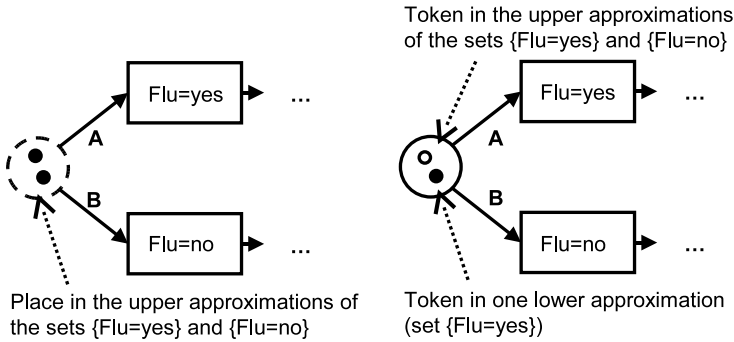 Token in the upper approximations
of the sets {Flu=yes} and {Flu=no}
Flu=yes
...
A
B
Flu=no
...
Place in the upper approximations of
the sets {Flu=yes} and {Flu=no}
Flu=yes
...
A
B
Flu=no
...
Token in one lower approximation
(set {Flu=yes})